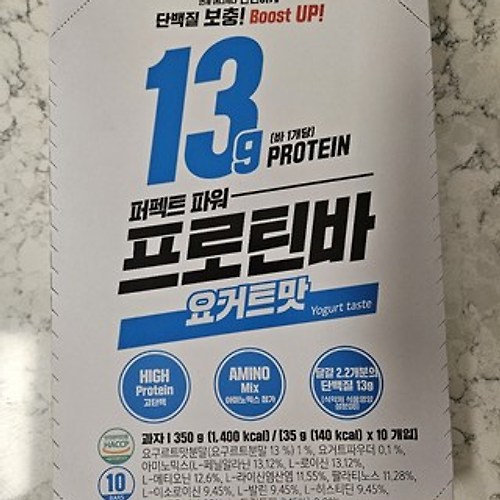 단백질 보충! Boost UP!
13g
(바 1개당)
PROTEIN
퍼펙트 파워
프로틴바
요거트맛
Yogurt taste
HIGH
Protein
고단백
AMINO
Mix
아미노믹스 첨가
달걀 2.2개분의
단백질 13g
HACCP
10
과자 I 350 g (1,400 kcal) / [35 g (140 kcal) x 10 개입]
요구르트맛분말(요구르트분말 13 %) 1 %, 요거트파우더 0,1 %,
아미노믹스(L-페닐알라닌 13,12%, L-로이신 13,12%,
L-메티오닌 12,6%, L-라이신염산염 11,55%, 팔라티노스 11,28%,
L-이소로이신 9,45%, L-발린 9,45%, L-히스티딘 9,45%,